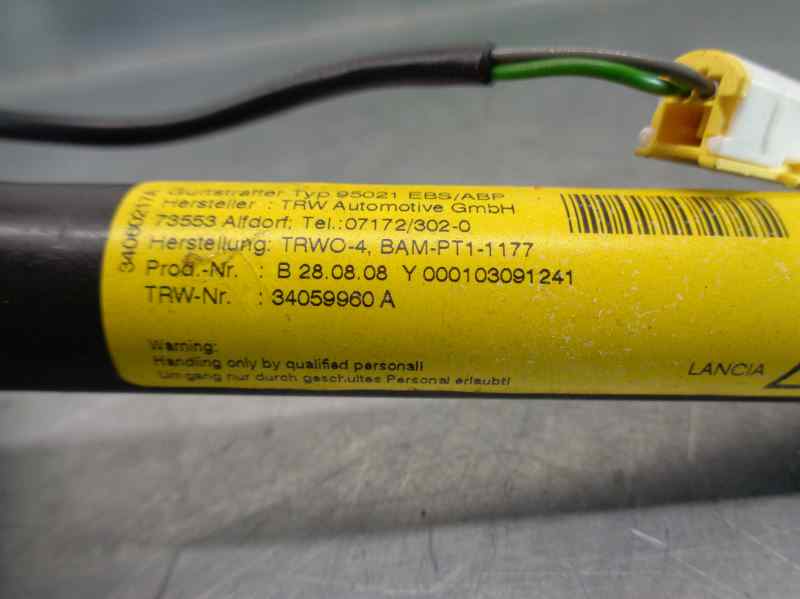 Gurtstraffer Typ 95021 EBS/ABP
Hersteller : TRW Automotive GmbH
73553 Alfdorf, Tel.:07172/302-0
Herstellung: TRWO-4, BAM-PT1-1177
Prod.-Nr. : B 28.08.08 Y 000103091241
TRW-Nr. : 34059960 A
Warning:
Handling only by qualified personal!
Umgang nur durch geschultes Personal erlaubt!
LANCIA